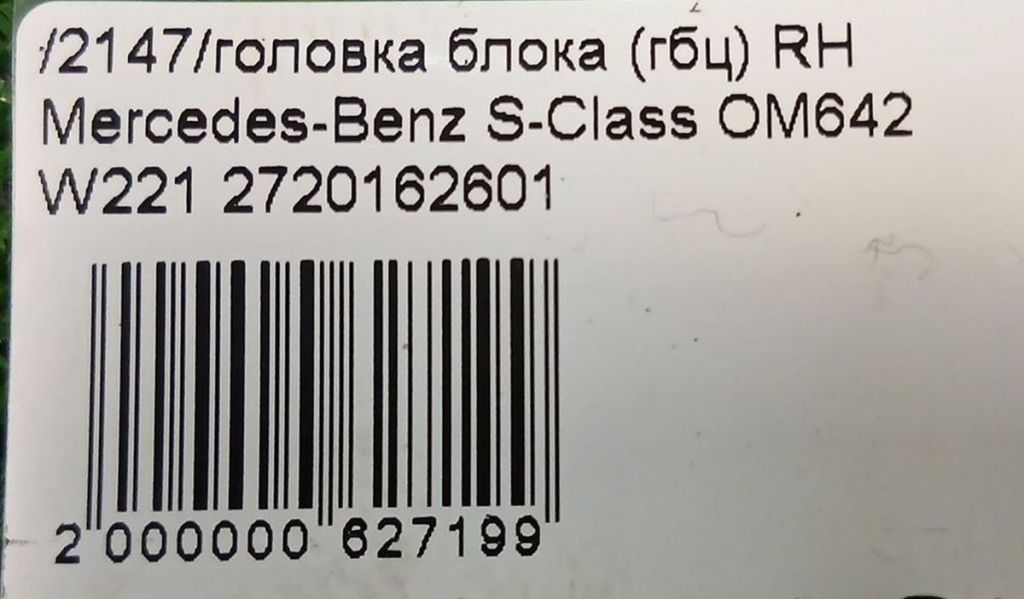 /2147/головка блока (гбц) RH
Mercedes-Benz S-Class OM642
W221 2720162601
2 000000 627199